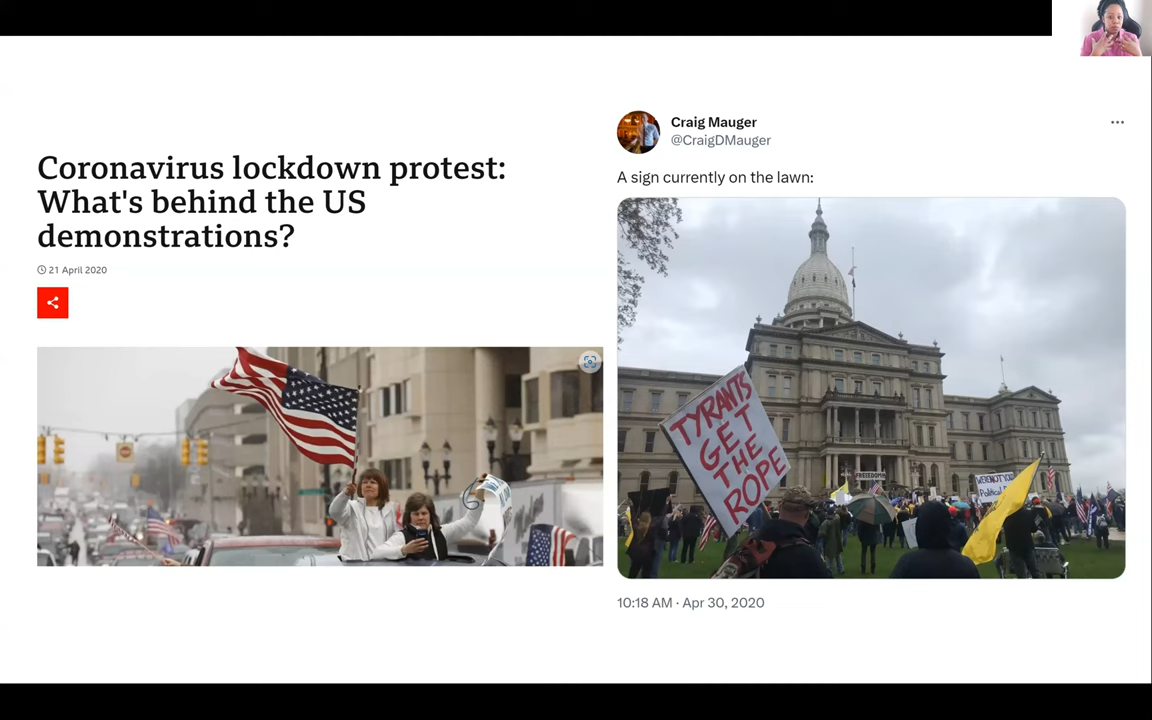 Coronavirus lockdown protest:
What's behind the US
demonstrations?
21 April 2020
Craig Mauger
@CraigDMauger
A sign currently on the lawn:
TYRANTS
GET
THE
ROPE
10:18 AM · Apr 30, 2020